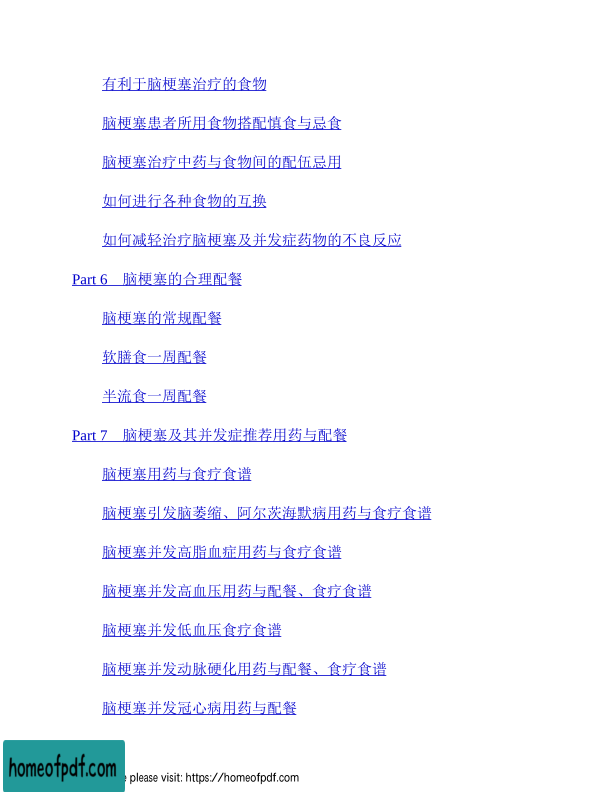 有利于脑梗塞治疗的食物
脑梗塞患者所用食物搭配慎食与忌食
脑梗塞治疗中药与食物间的配伍忌用
如何进行各种食物的互换
如何减轻治疗脑梗塞及并发症药物的不良反应
Part 6　脑梗塞的合理配餐
脑梗塞的常规配餐
软膳食一周配餐
半流食一周配餐
Part 7　脑梗塞及其并发症推荐用药与配餐
脑梗塞用药与食疗食谱
脑梗塞引发脑萎缩、阿尔茨海默病用药与食疗食谱
脑梗塞并发高脂血症用药与食疗食谱
脑梗塞并发高血压用药与配餐、食疗食谱
脑梗塞并发低血压食疗食谱
脑梗塞并发动脉硬化用药与配餐、食疗食谱
脑梗塞并发冠心病用药与配餐
homeofpdf.com
please visit: https://homeofpdf.com